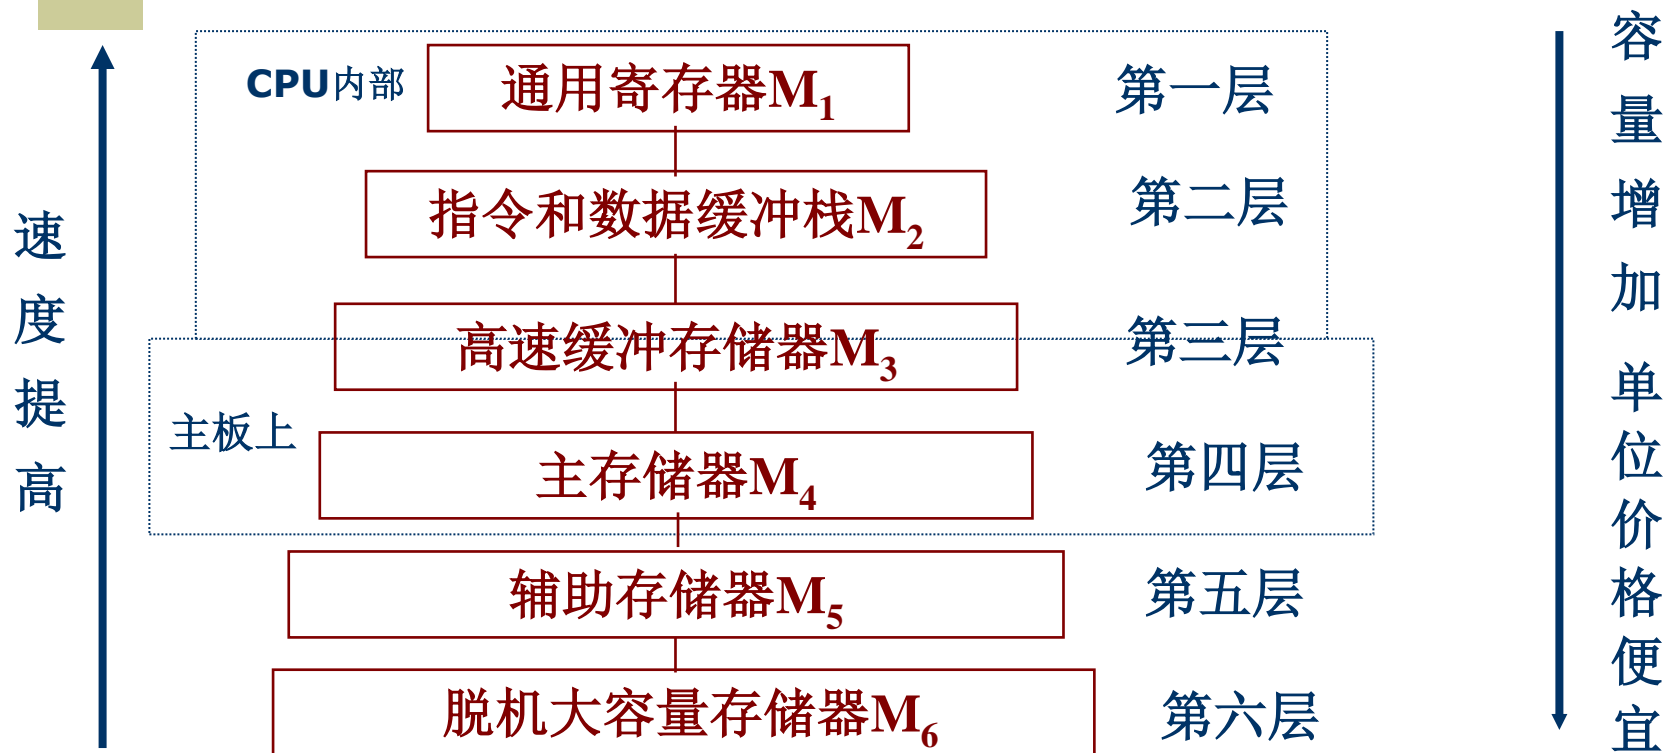 CPU内部
通用寄存器M1
第一层
指令和数据缓冲栈M2
第二层
高速缓冲存储器M3
第三层
主板上
主存储器M4
第四层
辅助存储器M5
第五层
脱机大容量存储器M6
第六层
速度提高
容量增加 单位价格便宜